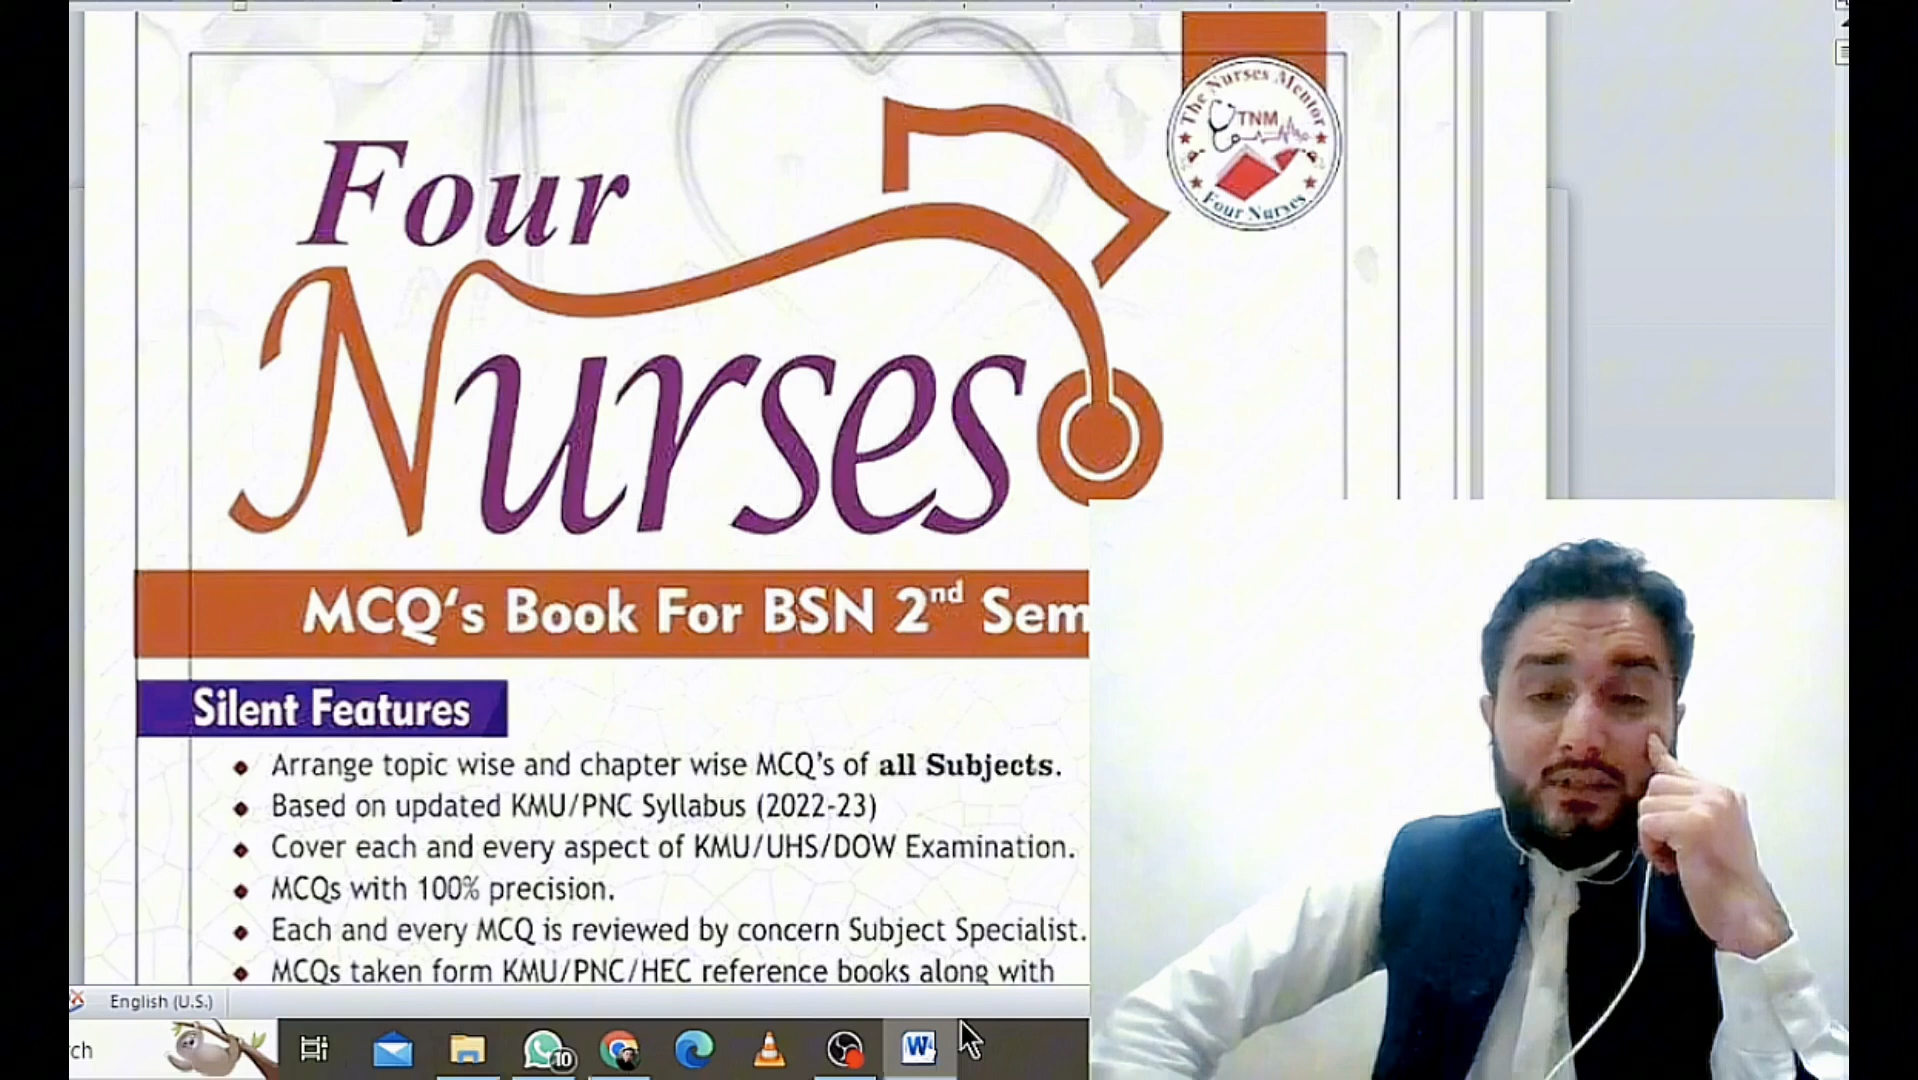 The Nurses Mentor
TNM
Four Nurses
Four
Nurses
MCQ‘s Book For BSN 2nd Sem
Silent Features
Arrange topic wise and chapter wise MCQ’s of all Subjects.
Based on updated KMU/PNC Syllabus (2022-23)
Cover each and every aspect of KMU/UHS/DOW Examination.
MCQs with 100% precision.
Each and every MCQ is reviewed by concern Subject Specialist.
MCQs taken form KMU/PNC/HEC reference books along with
English (U.S.)
rch
10
W